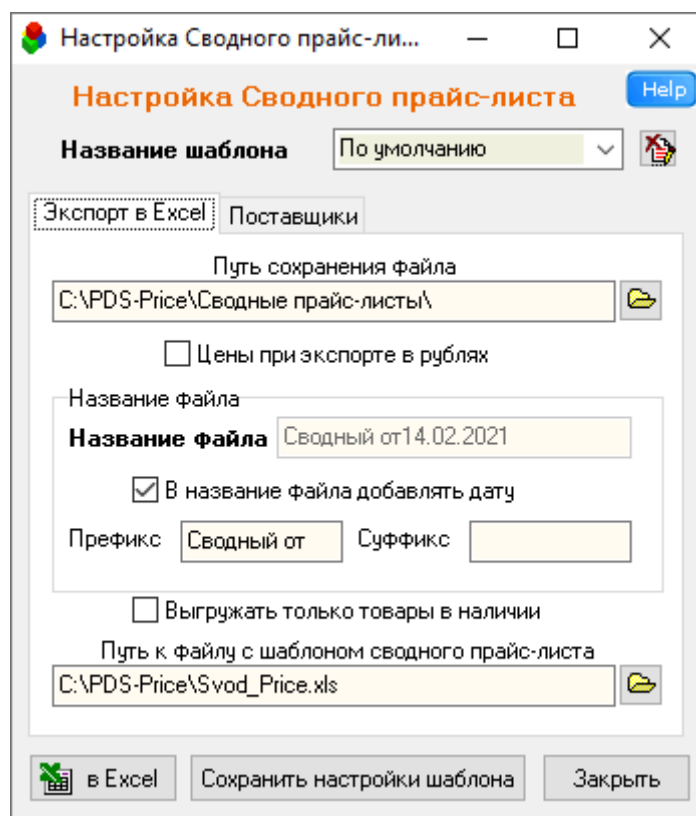 Настройка Сводного прайс-ли...
Настройка Сводного прайс-листа
Help
Название шаблона По умолчанию
Экспорт в Excel Поставщики
Путь сохранения файла
C:\PDS-Price\Сводные прайс-листы\
Цены при экспорте в рублях
Название файла
Название файла Сводный от14.02.2021
В название файла добавлять дату
Префикс Сводный от Суффикс
Выгружать только товары в наличии
Путь к файлу с шаблоном сводного прайс-листа
C:\PDS-Price\Svod_Price.xls
в Excel Сохранить настройки шаблона Закрыть